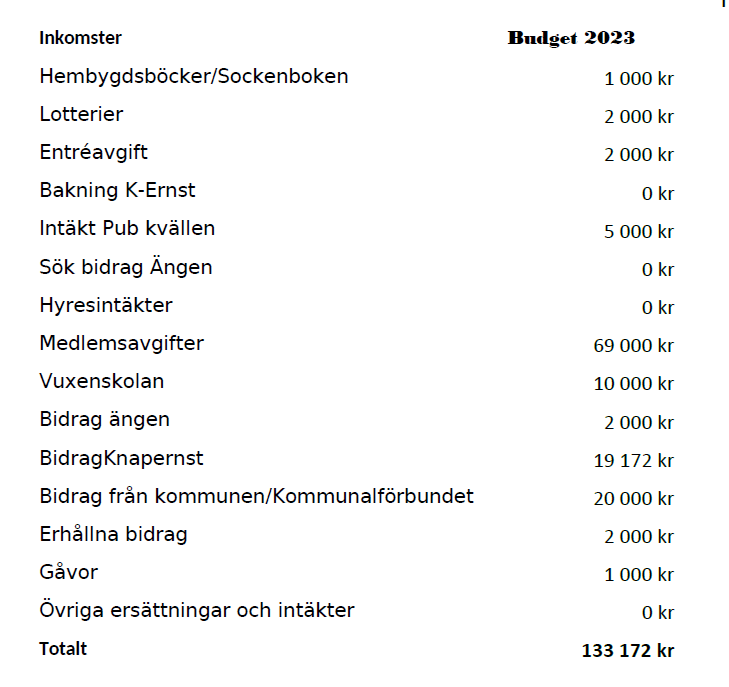 Inkomster Budget 2023
Hembygdsböcker/Sockenboken 1 000 kr
Lotterier 2 000 kr
Entréavgift 2 000 kr
Bakning K-Ernst 0 kr
Intäkt Pub kvällen 5 000 kr
Sök bidrag Ängen 0 kr
Hyresintäkter 0 kr
Medlemsavgifter 69 000 kr
Vuxenskolan 10 000 kr
Bidrag ängen 2 000 kr
BidragKnapernst 19 172 kr
Bidrag från kommunen/Kommunalförbundet 20 000 kr
Erhållna bidrag 2 000 kr
Gåvor 1 000 kr
Övriga ersättningar och intäkter 0 kr
Totalt 133 172 kr